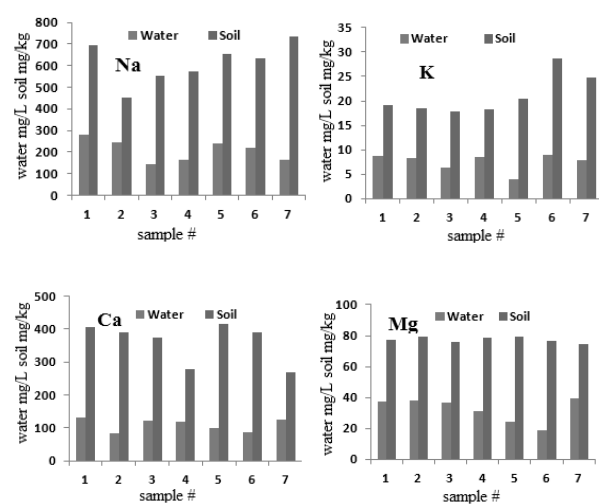 800
700
600
500
400
300
200
100
0
water mg/L soil mg/kg
Water Soil
Na
1 2 3 4 5 6 7
sample #
35
30
25
20
15
10
5
0
water mg/L soil mg/kg
Water Soil
K
1 2 3 4 5 6 7
sample #
500
400
300
200
100
0
water mg/L soil mg/kg
Water Soil
Ca
1 2 3 4 5 6 7
sample #
100
80
60
40
20
0
water mg/L soil mg/kg
Water Soil
Mg
1 2 3 4 5 6 7
sample #